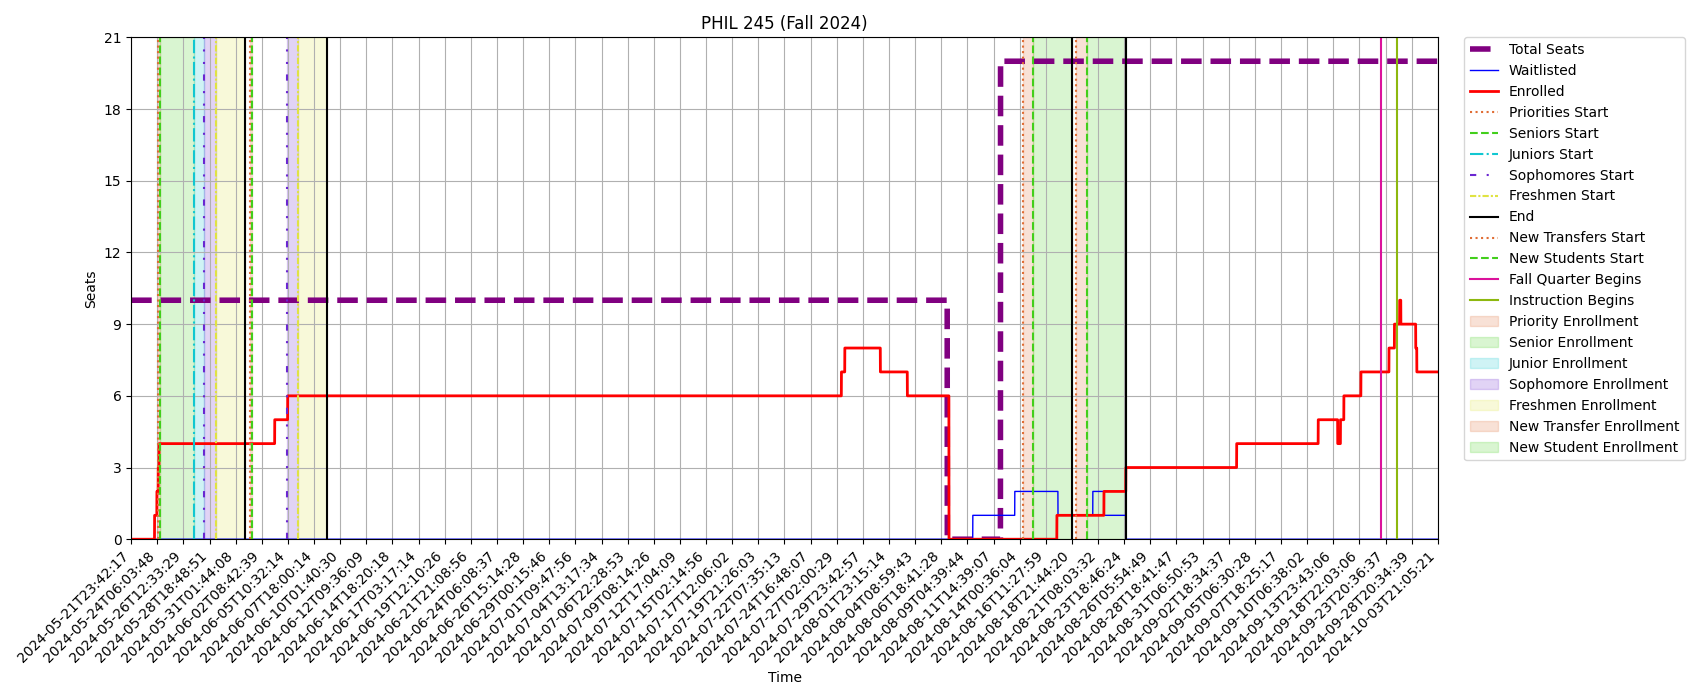 PHIL 245 (Fall 2024)
Seats
21
18
15
12
9
6
3
0
2024-05-21T23:42:17
2024-05-24T06:03:48
2024-05-26T12:33:29
2024-05-28T18:48:51
2024-05-31T01:44:08
2024-06-02T08:42:39
2024-06-05T10:32:14
2024-06-07T18:00:14
2024-06-10T01:40:30
2024-06-12T09:36:09
2024-06-14T18:20:18
2024-06-17T03:17:14
2024-06-19T12:10:26
2024-06-21T21:08:56
2024-06-24T06:08:37
2024-06-26T15:14:28
2024-06-29T00:15:46
2024-07-01T09:47:56
2024-07-04T13:17:34
2024-07-06T22:28:53
2024-07-09T08:14:26
2024-07-12T17:04:09
2024-07-15T02:14:56
2024-07-17T12:06:02
2024-07-19T21:26:03
2024-07-22T07:35:13
2024-07-24T16:48:07
2024-07-27T02:00:29
2024-07-29T23:42:57
2024-08-01T23:15:14
2024-08-04T08:59:43
2024-08-06T18:41:28
2024-08-09T04:39:44
2024-08-11T14:39:07
2024-08-14T00:36:04
2024-08-16T11:27:59
2024-08-18T21:44:20
2024-08-21T08:03:32
2024-08-23T18:46:24
2024-08-26T05:54:49
2024-08-28T18:41:47
2024-08-31T06:50:53
2024-09-02T18:34:37
2024-09-05T06:30:28
2024-09-07T18:25:17
2024-09-10T06:38:02
2024-09-13T23:43:06
2024-09-18T22:03:06
2024-09-23T20:36:37
2024-09-28T20:34:39
2024-10-03T21:05:21
Time
Total Seats
Waitlisted
Enrolled
Priorities Start
Seniors Start
Juniors Start
Sophomores Start
Freshmen Start
End
New Transfers Start
New Students Start
Fall Quarter Begins
Instruction Begins
Priority Enrollment
Senior Enrollment
Junior Enrollment
Sophomore Enrollment
Freshmen Enrollment
New Transfer Enrollment
New Student Enrollment